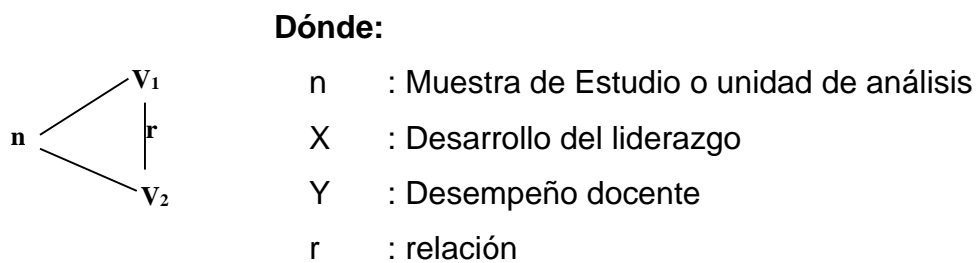 Dónde:
V1
n : Muestra de Estudio o unidad de análisis
X : Desarrollo del liderazgo
n
r
Y : Desempeño docente
V2
r : relación